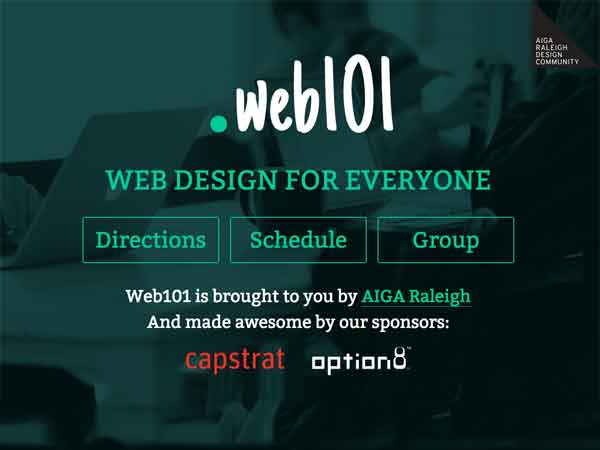 AIGA
RALEIGH
DESIGN
COMMUNITY
.web101
WEB DESIGN FOR EVERYONE
Directions Schedule Group
Web101 is brought to you by AIGA Raleigh
And made awesome by our sponsors:
capstrat option8™